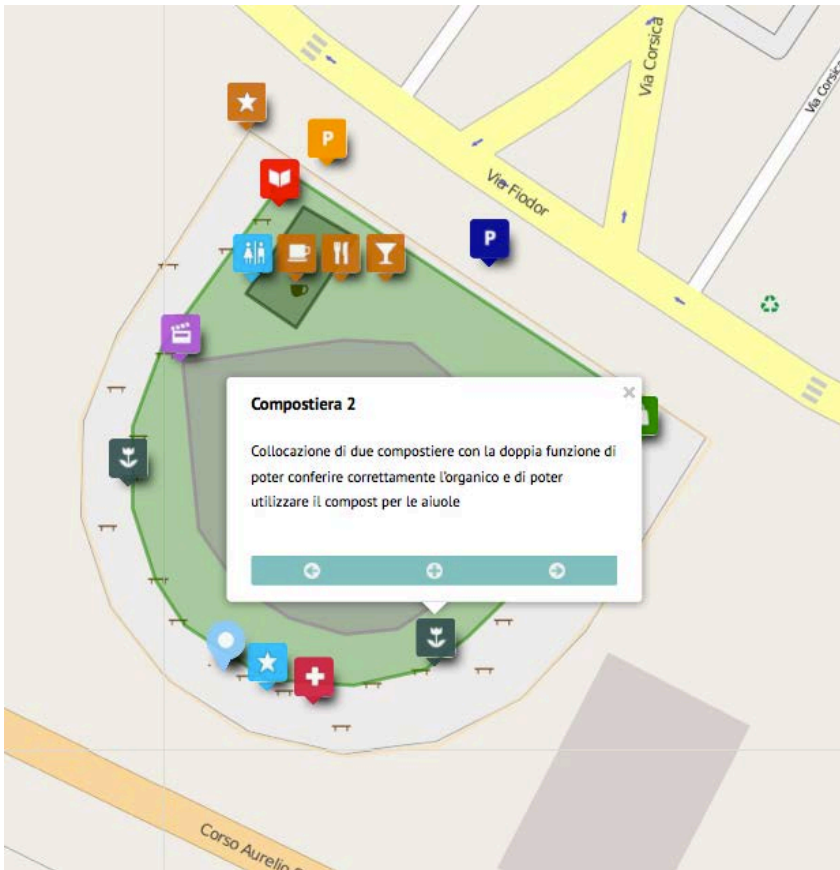 Via Corsica
Via Corsica
P
Via Fiodor
P
Compostiera 2
Collocazione di due compostiere con la doppia funzione di
poter conferire correttamente l'organico e di poter
utilizzare il compost per le aiuole
Corso Aurelio